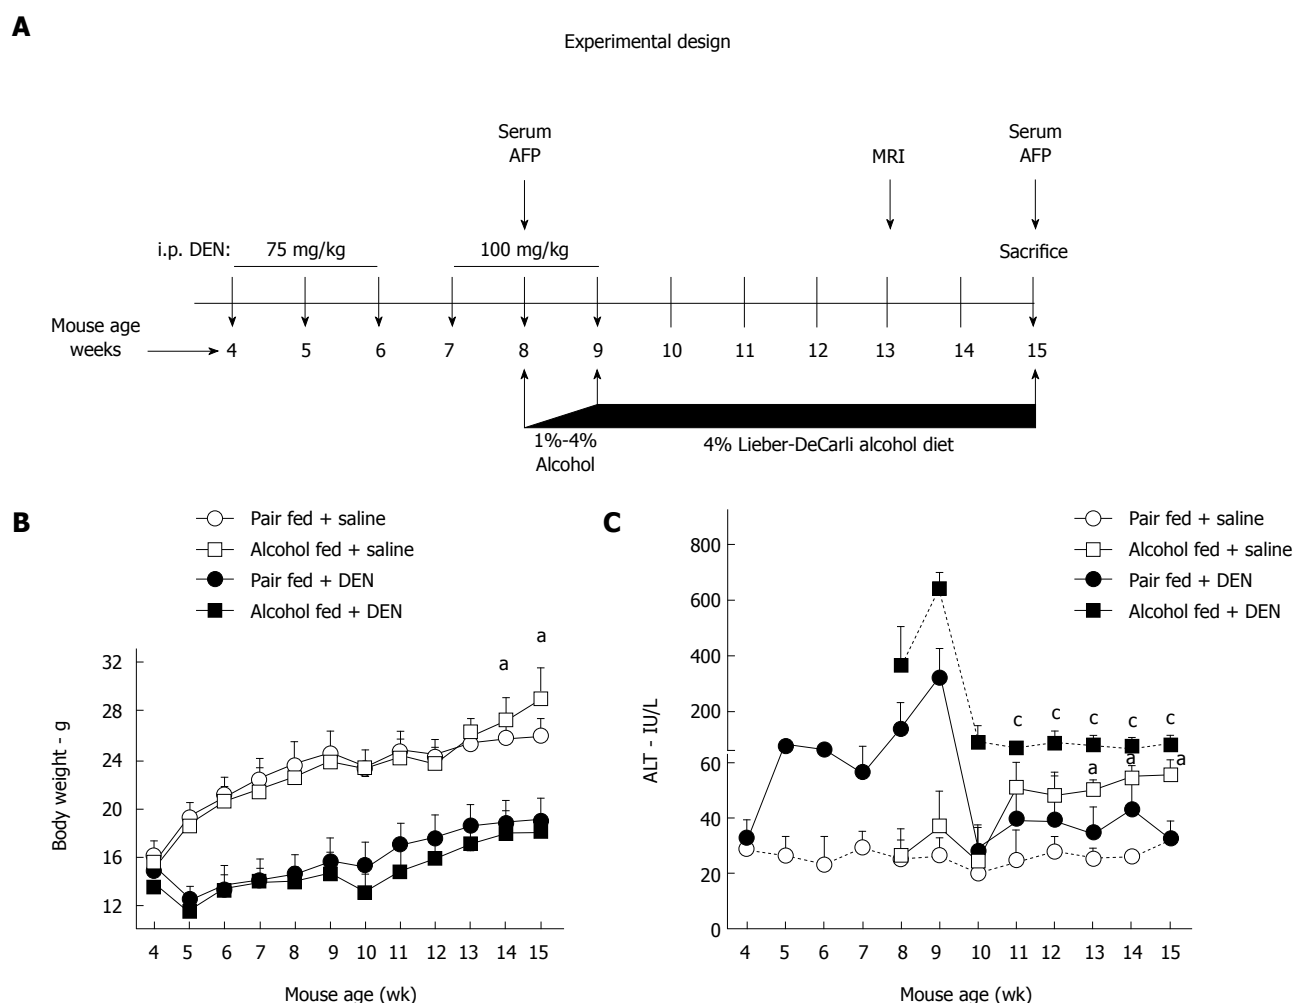 A
Experimental design
Serum
AFP
MRI
Serum
AFP
i.p. DEN:
75 mg/kg
100 mg/kg
Sacrifice
Mouse age
weeks
4 5 6 7 8 9 10 11 12 13 14 15
1%-4%
Alcohol
4% Lieber-DeCarli alcohol diet
B
Pair fed + saline
Alcohol fed + saline
Pair fed + DEN
Alcohol fed + DEN
a
a
32
28
24
20
16
12
Body weight - g
4 5 6 7 8 9 10 11 12 13 14 15
Mouse age (wk)
C
Pair fed + saline
Alcohol fed + saline
Pair fed + DEN
Alcohol fed + DEN
800
600
400
200
60
40
20
0
ALT - IU/L
c c c c c
a a a
4 5 6 7 8 9 10 11 12 13 14 15
Mouse age (wk)